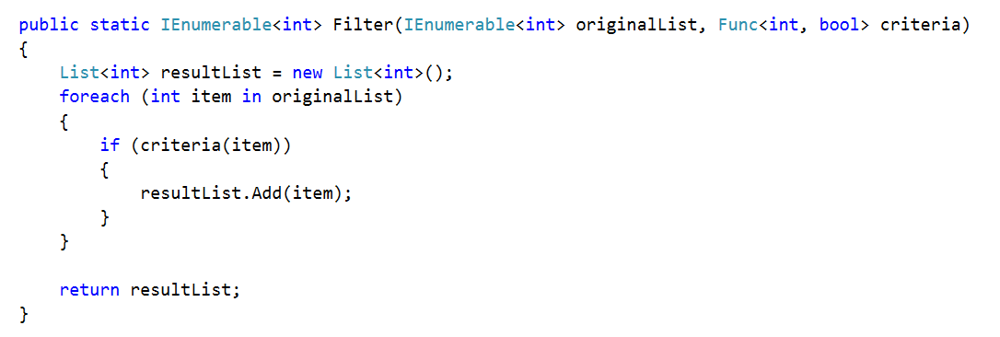 public static IEnumerable<int> Filter(IEnumerable<int> originalList, Func<int, bool> criteria)
{
    List<int> resultList = new List<int>();
    foreach (int item in originalList)
    {
        if (criteria(item))
        {
            resultList.Add(item);
        }
    }

    return resultList;
}